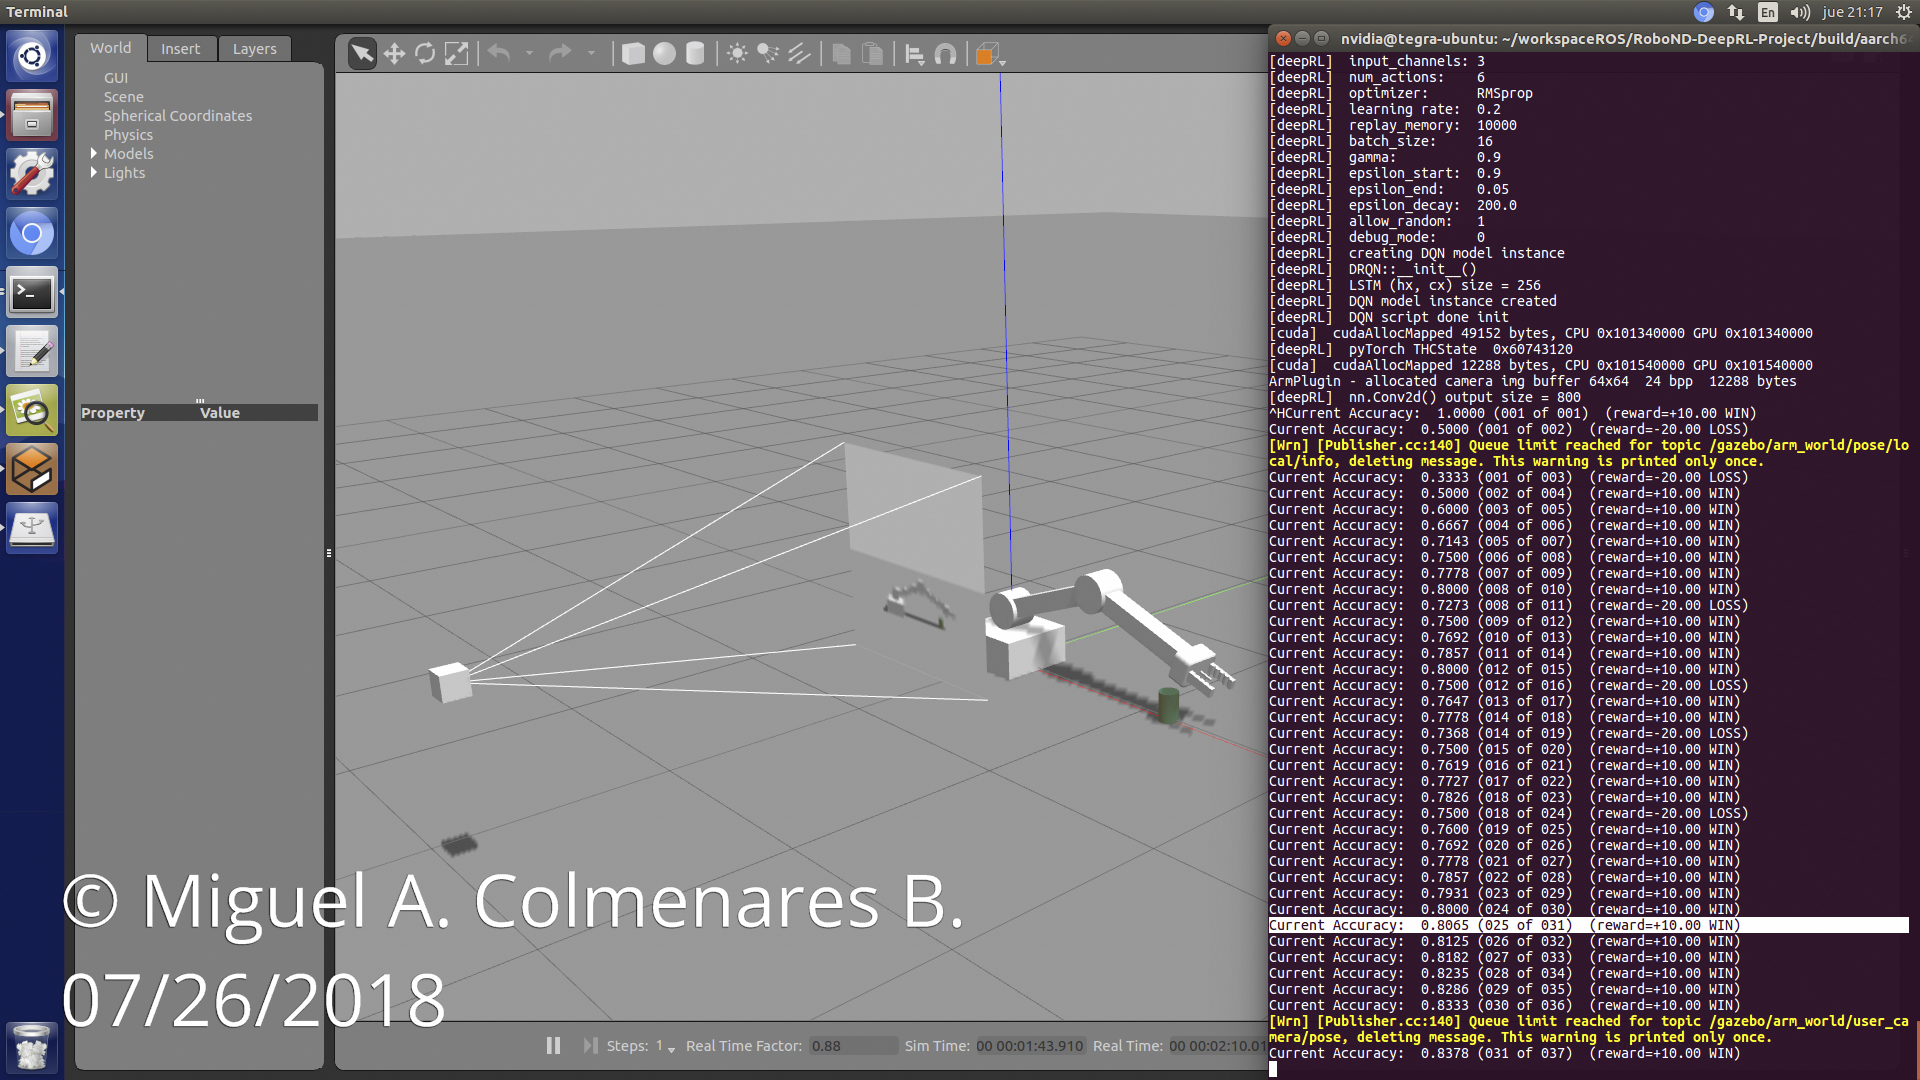 Terminal
En
jue 21:17
World
Insert
Layers
GUI
Scene
Spherical Coordinates
Physics
Models
Lights
Property
Value
Steps: 1
Real Time Factor: 0.88
Sim Time: 00 00:01:43.910
Real Time: 00 00:02:10.01
© Miguel A. Colmenares B.
07/26/2018
nvidia@tegra-ubuntu: ~/workspaceROS/RoboND-DeepRL-Project/build/aarch6
[deepRL]  input_channels: 3
[deepRL]  num_actions:    6
[deepRL]  optimizer:      RMSprop
[deepRL]  learning rate:  0.2
[deepRL]  replay_memory:  10000
[deepRL]  batch_size:     16
[deepRL]  gamma:          0.9
[deepRL]  epsilon_start:  0.9
[deepRL]  epsilon_end:    0.05
[deepRL]  epsilon_decay:  200.0
[deepRL]  allow_random:   1
[deepRL]  debug_mode:     0
[deepRL]  creating DQN model instance
[deepRL]  DRQN::__init__()
[deepRL]  LSTM (hx, cx) size = 256
[deepRL]  DQN model instance created
[deepRL]  DQN script done init
[cuda]  cudaAllocMapped 49152 bytes, CPU 0x101340000 GPU 0x101340000
[deepRL]  pyTorch THCState  0x60743120
[cuda]  cudaAllocMapped 12288 bytes, CPU 0x101540000 GPU 0x101540000
ArmPlugin - allocated camera img buffer 64x64  24 bpp  12288 bytes
[deepRL]  nn.Conv2d() output size = 800
^HCurrent Accuracy:  1.0000 (001 of 001)  (reward=+10.00 WIN)
Current Accuracy:  0.5000 (001 of 002)  (reward=-20.00 LOSS)
[Wrn] [Publisher.cc:140] Queue limit reached for topic /gazebo/arm_world/pose/lo
cal/info, deleting message. This warning is printed only once.
Current Accuracy:  0.3333 (001 of 003)  (reward=-20.00 LOSS)
Current Accuracy:  0.5000 (002 of 004)  (reward=+10.00 WIN)
Current Accuracy:  0.6000 (003 of 005)  (reward=+10.00 WIN)
Current Accuracy:  0.6667 (004 of 006)  (reward=+10.00 WIN)
Current Accuracy:  0.7143 (005 of 007)  (reward=+10.00 WIN)
Current Accuracy:  0.7500 (006 of 008)  (reward=+10.00 WIN)
Current Accuracy:  0.7778 (007 of 009)  (reward=+10.00 WIN)
Current Accuracy:  0.8000 (008 of 010)  (reward=+10.00 WIN)
Current Accuracy:  0.7273 (008 of 011)  (reward=-20.00 LOSS)
Current Accuracy:  0.7500 (009 of 012)  (reward=+10.00 WIN)
Current Accuracy:  0.7692 (010 of 013)  (reward=+10.00 WIN)
Current Accuracy:  0.7857 (011 of 014)  (reward=+10.00 WIN)
Current Accuracy:  0.8000 (012 of 015)  (reward=+10.00 WIN)
Current Accuracy:  0.7500 (012 of 016)  (reward=-20.00 LOSS)
Current Accuracy:  0.7647 (013 of 017)  (reward=+10.00 WIN)
Current Accuracy:  0.7778 (014 of 018)  (reward=+10.00 WIN)
Current Accuracy:  0.7368 (014 of 019)  (reward=-20.00 LOSS)
Current Accuracy:  0.7500 (015 of 020)  (reward=+10.00 WIN)
Current Accuracy:  0.7619 (016 of 021)  (reward=+10.00 WIN)
Current Accuracy:  0.7727 (017 of 022)  (reward=+10.00 WIN)
Current Accuracy:  0.7826 (018 of 023)  (reward=+10.00 WIN)
Current Accuracy:  0.7500 (018 of 024)  (reward=-20.00 LOSS)
Current Accuracy:  0.7600 (019 of 025)  (reward=+10.00 WIN)
Current Accuracy:  0.7692 (020 of 026)  (reward=+10.00 WIN)
Current Accuracy:  0.7778 (021 of 027)  (reward=+10.00 WIN)
Current Accuracy:  0.7857 (022 of 028)  (reward=+10.00 WIN)
Current Accuracy:  0.7931 (023 of 029)  (reward=+10.00 WIN)
Current Accuracy:  0.8000 (024 of 030)  (reward=+10.00 WIN)
Current Accuracy:  0.8065 (025 of 031)  (reward=+10.00 WIN)
Current Accuracy:  0.8125 (026 of 032)  (reward=+10.00 WIN)
Current Accuracy:  0.8182 (027 of 033)  (reward=+10.00 WIN)
Current Accuracy:  0.8235 (028 of 034)  (reward=+10.00 WIN)
Current Accuracy:  0.8286 (029 of 035)  (reward=+10.00 WIN)
Current Accuracy:  0.8333 (030 of 036)  (reward=+10.00 WIN)
[Wrn] [Publisher.cc:140] Queue limit reached for topic /gazebo/arm_world/user_ca
mera/pose, deleting message. This warning is printed only once.
Current Accuracy:  0.8378 (031 of 037)  (reward=+10.00 WIN)